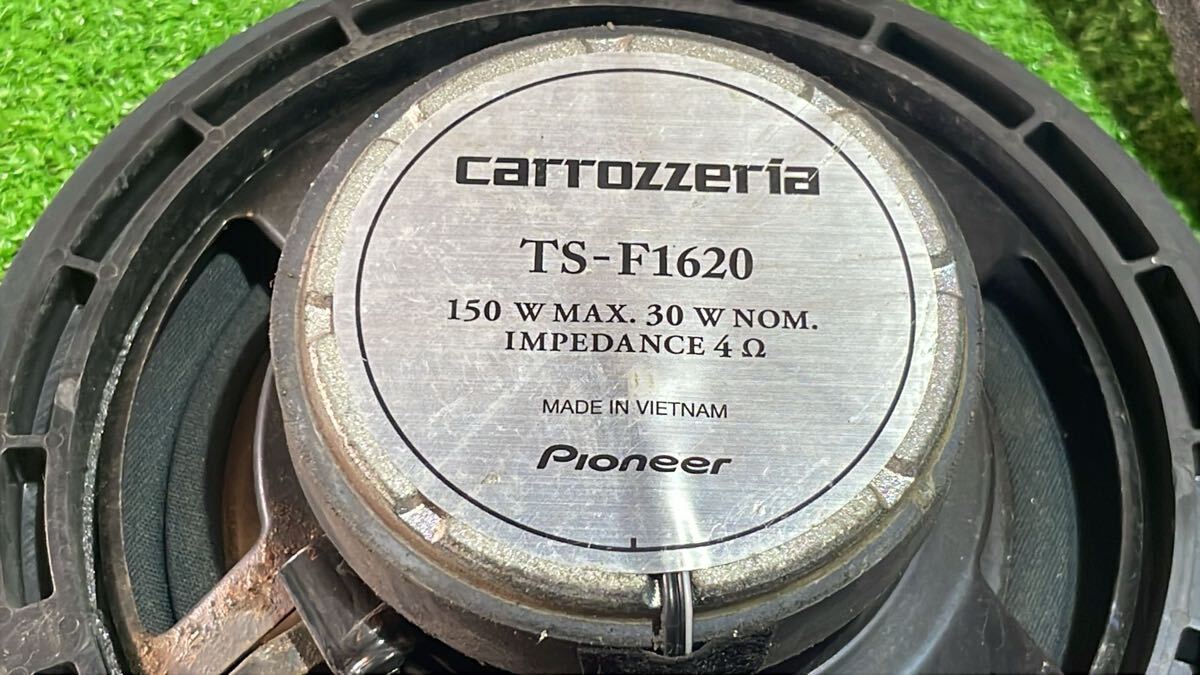 carrozzeria
TS-F1620
150 W MAX. 30 W NOM.
IMPEDANCE 4 Ω
MADE IN VIETNAM
Pioneer